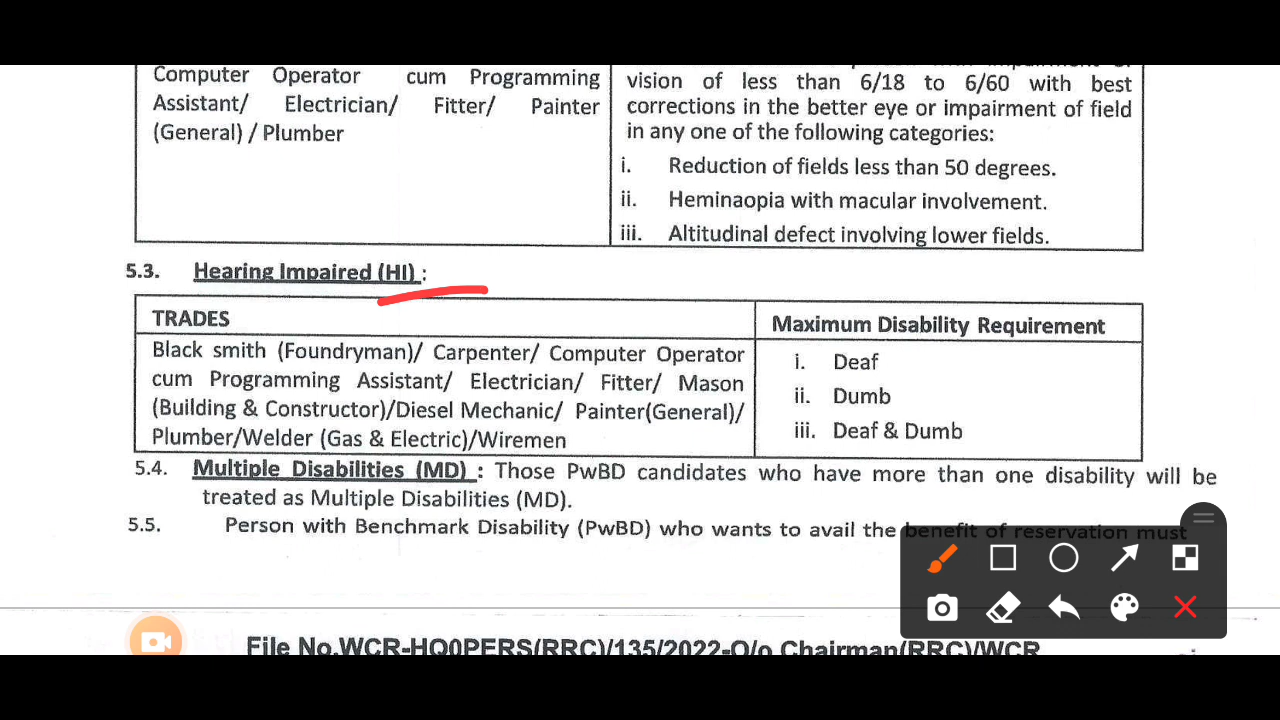 Computer Operator cum Programming
Assistant/ Electrician/ Fitter/ Painter
(General) / Plumber
vision of less than 6/18 to 6/60 with best
corrections in the better eye or impairment of field
in any one of the following categories:
i. Reduction of fields less than 50 degrees.
ii. Heminaopia with macular involvement.
iii. Altitudinal defect involving lower fields.
5.3. Hearing Impaired (HI) :
TRADES
Maximum Disability Requirement
Black smith (Foundryman)/ Carpenter/ Computer Operator
cum Programming Assistant/ Electrician/ Fitter/ Mason
(Building & Constructor)/Diesel Mechanic/ Painter(General)/
Plumber/Welder (Gas & Electric)/Wiremen
i. Deaf
ii. Dumb
iii. Deaf & Dumb
5.4. Multiple Disabilities (MD) : Those PwBD candidates who have more than one disability will be
treated as Multiple Disabilities (MD).
5.5. Person with Benchmark Disability (PwBD) who wants to avail the benefit of reservation must
File No.WCR-HQ0PERS(RRC)/135/2022-O/o Chairman(RRC)/WCR